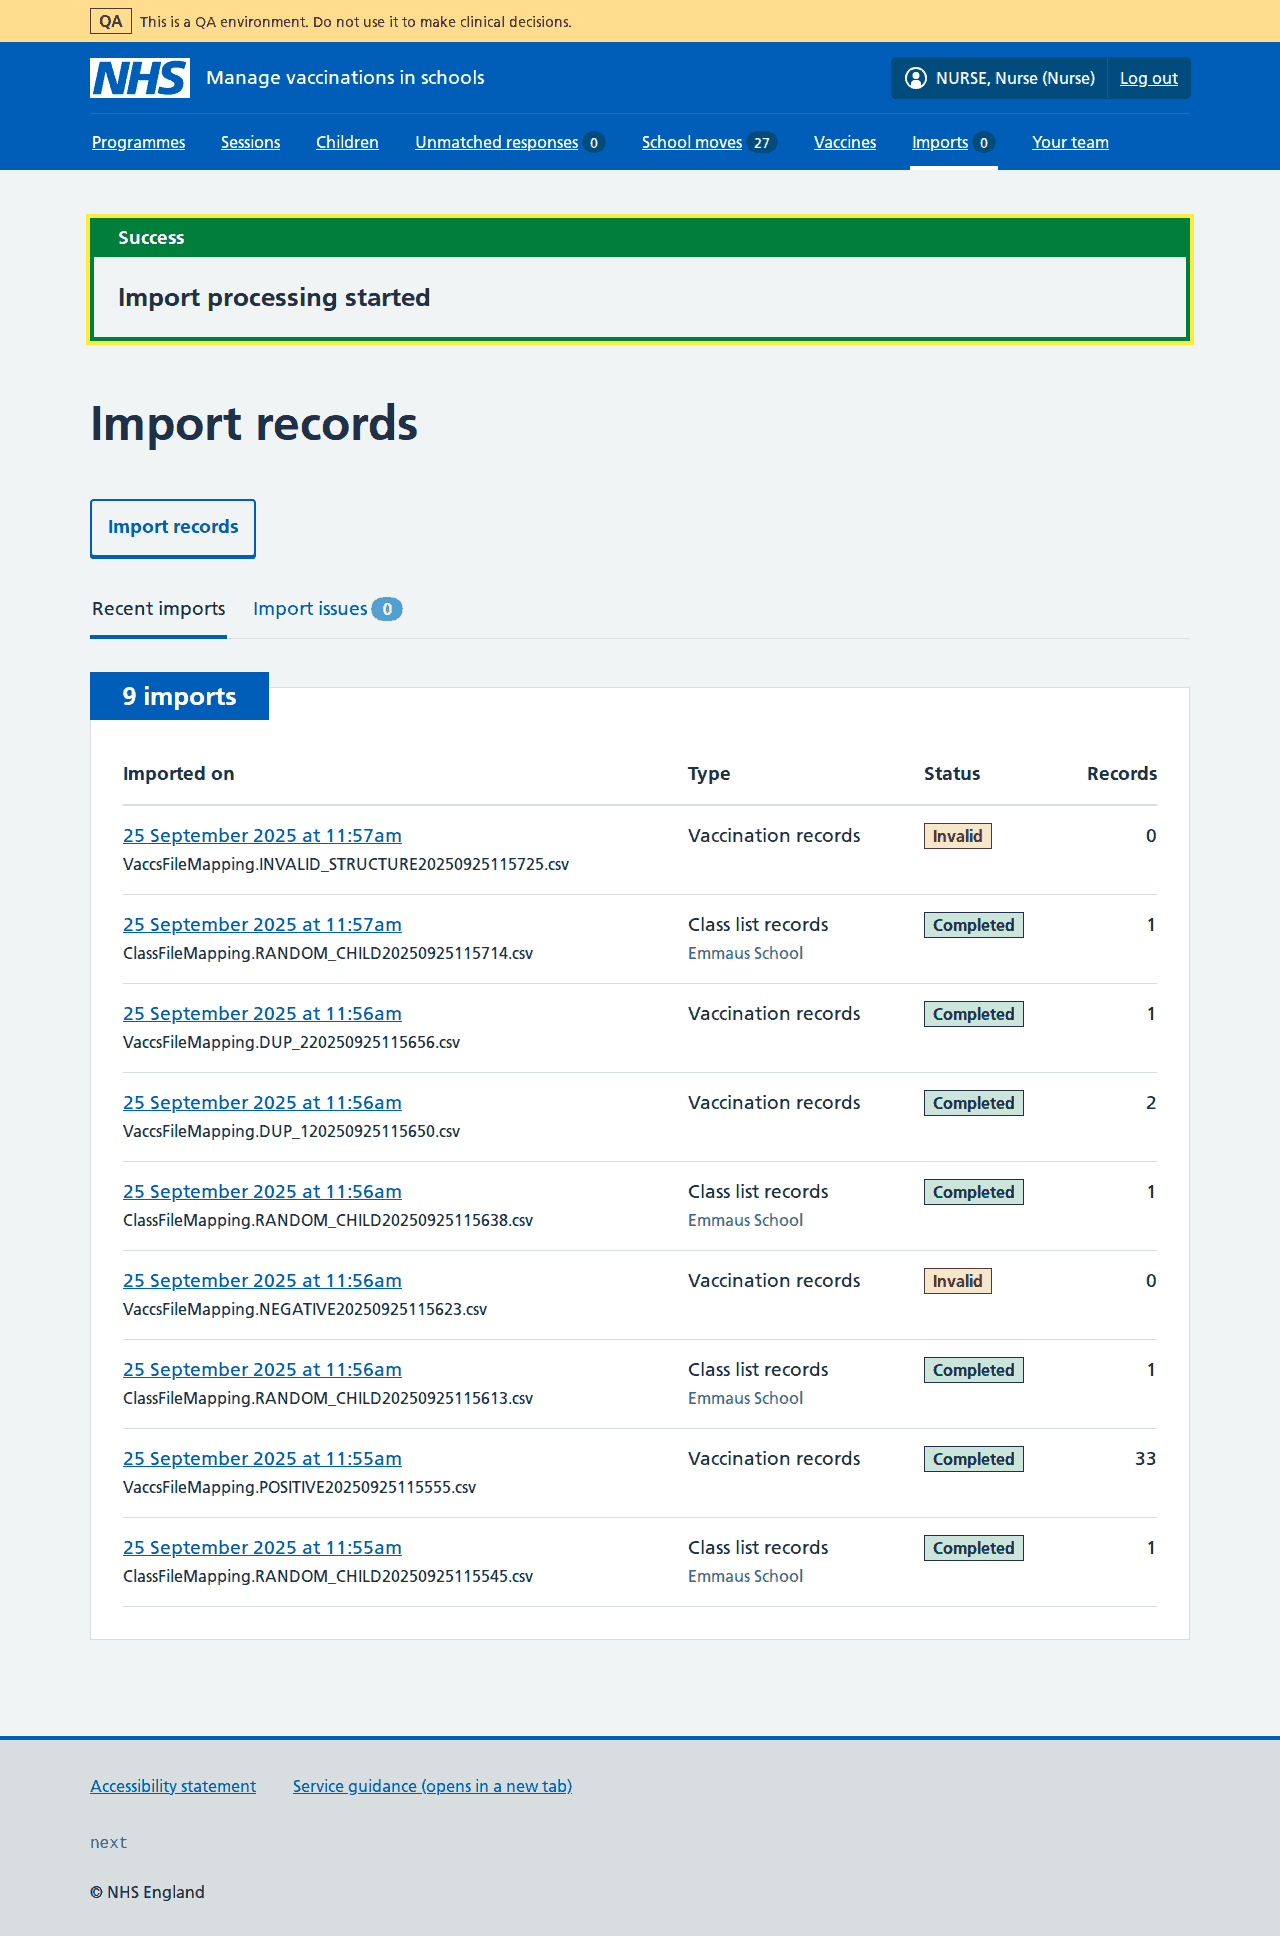 QA This is a QA environment. Do not use it to make clinical decisions.
NHS Manage vaccinations in schools NURSE, Nurse (Nurse) Log out
Programmes Sessions Children Unmatched responses 0 School moves 27 Vaccines Imports 0 Your team
Success
Import processing started
Import records
Import records
Recent imports Import issues 0
9 imports
Imported on Type Status Records
25 September 2025 at 11:57am Vaccination records Invalid 0
VaccsFileMapping.INVALID_STRUCTURE20250925115725.csv
25 September 2025 at 11:57am Class list records Completed 1
ClassFileMapping.RANDOM_CHILD20250925115714.csv Emmaus School
25 September 2025 at 11:56am Vaccination records Completed 1
VaccsFileMapping.DUP_220250925115656.csv
25 September 2025 at 11:56am Vaccination records Completed 2
VaccsFileMapping.DUP_120250925115650.csv
25 September 2025 at 11:56am Class list records Completed 1
ClassFileMapping.RANDOM_CHILD20250925115638.csv Emmaus School
25 September 2025 at 11:56am Vaccination records Invalid 0
VaccsFileMapping.NEGATIVE20250925115623.csv
25 September 2025 at 11:56am Class list records Completed 1
ClassFileMapping.RANDOM_CHILD20250925115613.csv Emmaus School
25 September 2025 at 11:55am Vaccination records Completed 33
VaccsFileMapping.POSITIVE20250925115555.csv
25 September 2025 at 11:55am Class list records Completed 1
ClassFileMapping.RANDOM_CHILD20250925115545.csv Emmaus School
Accessibility statement Service guidance (opens in a new tab)
next
© NHS England